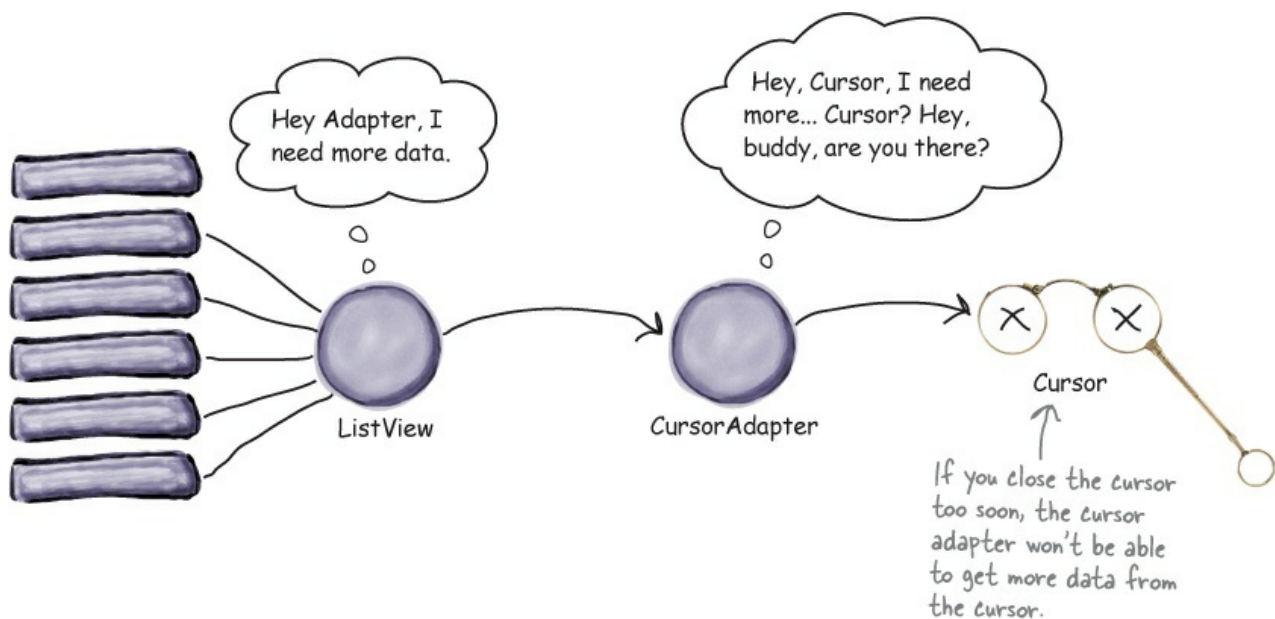 Hey Adapter, I
need more data.
Hey, Cursor, I need
more... Cursor? Hey,
buddy, are you there?
ListView
CursorAdapter
Cursor
If you close the cursor
too soon, the cursor
adapter won't be able
to get more data from
the cursor.